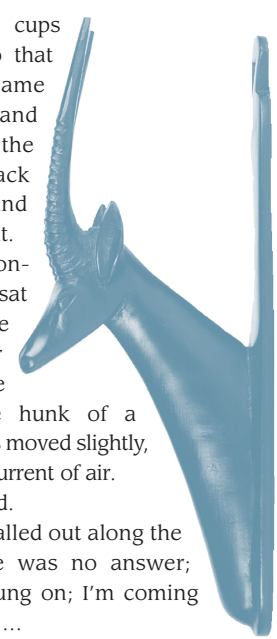 cups
o that
ame
and
the
ack
nd
t.
on-
sat
e
r
e
e hunk of a
s moved slightly,
urrent of air.
d.
alled out along the
e was no answer;
ung on; I'm coming
...